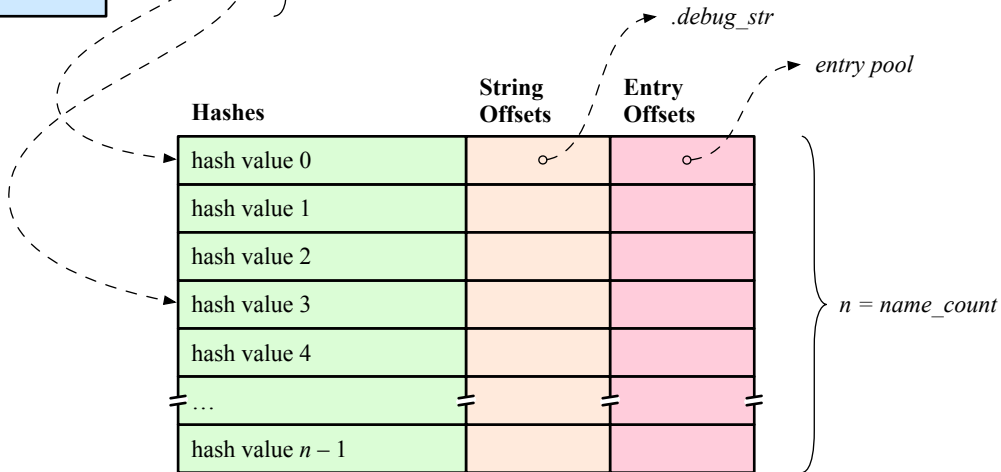 .debug_str
entry pool
Hashes
String
Offsets
Entry
Offsets
hash value 0
hash value 1
hash value 2
hash value 3
n = name_count
hash value 4
…
hash value n – 1